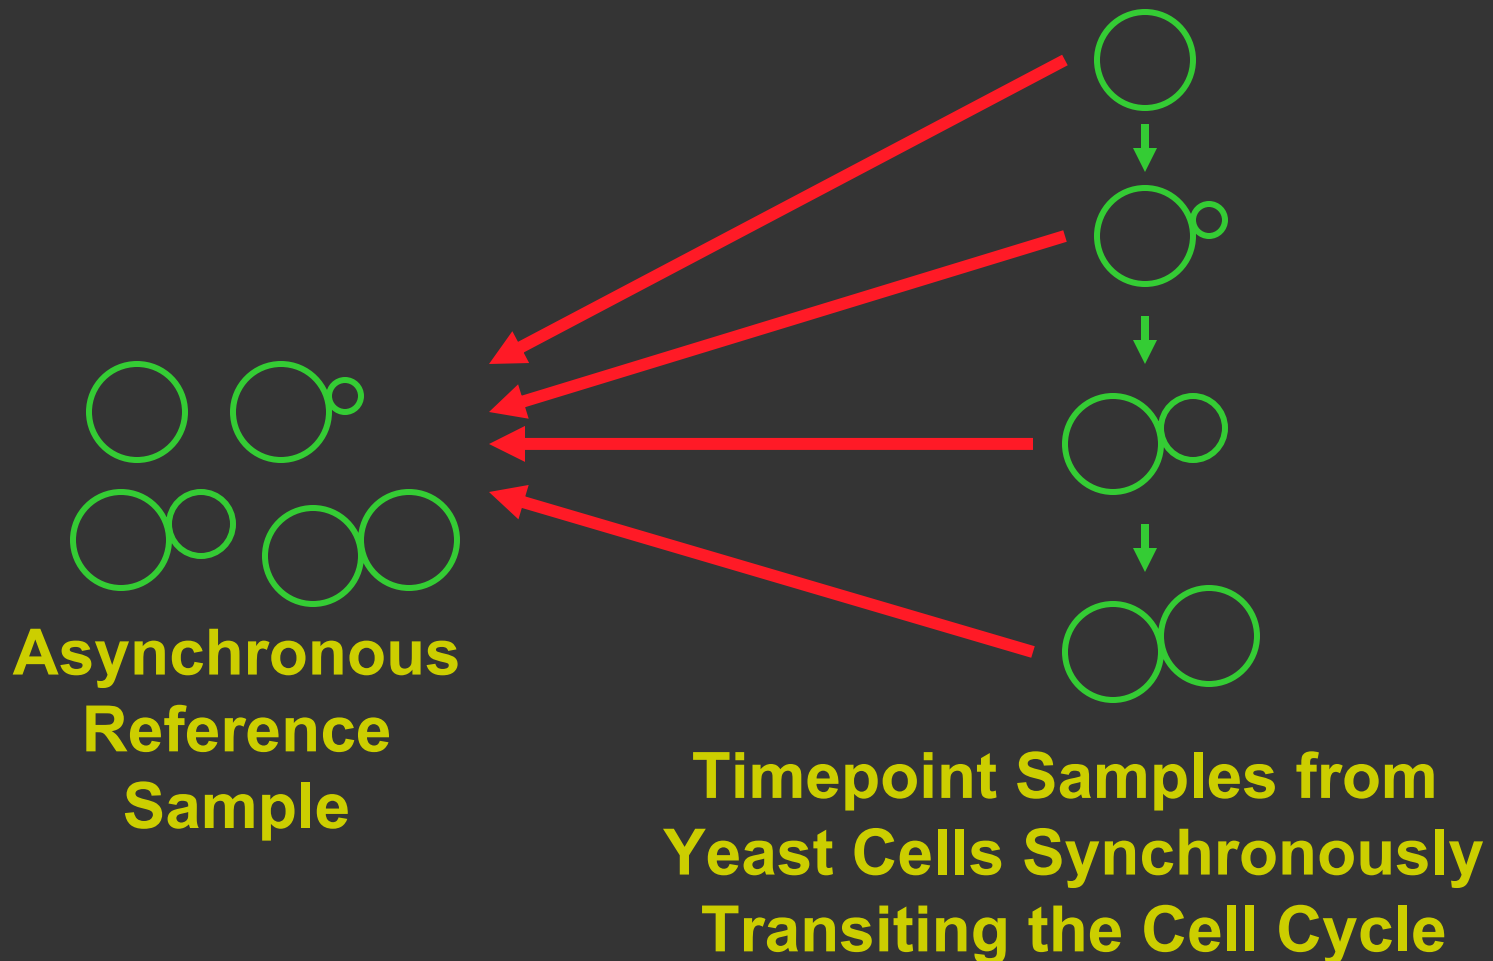 Asynchronous
Reference
Sample
Timepoint Samples from
Yeast Cells Synchronously
Transiting the Cell Cycle